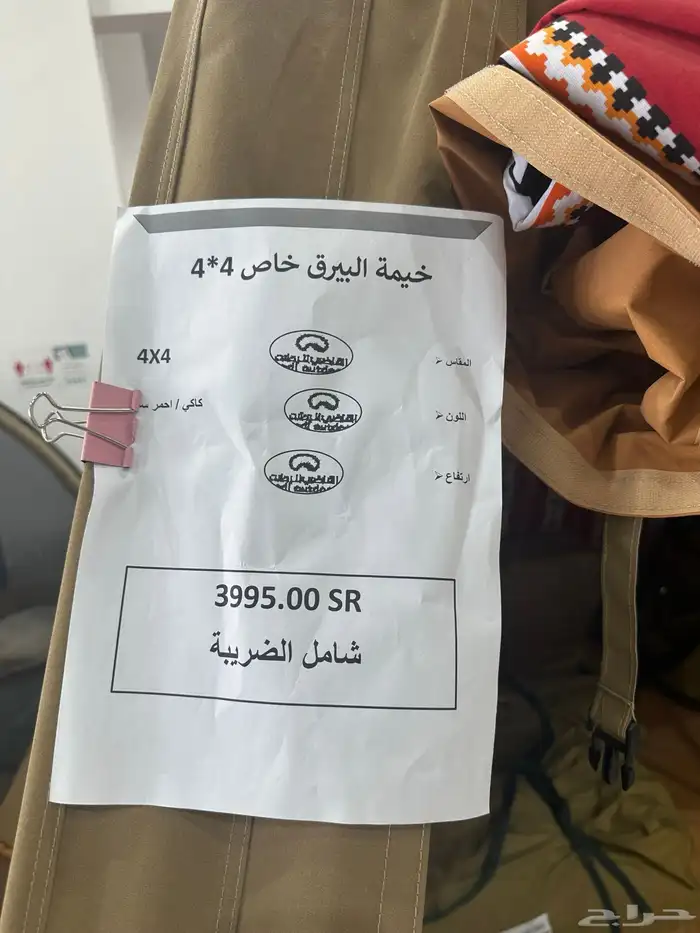 خيمة البيرق خاص 4*4
المقاس 4X4
اللون كاكي / احمر
ارتفاع
3995.00 SR
شامل الضريبة
حراج